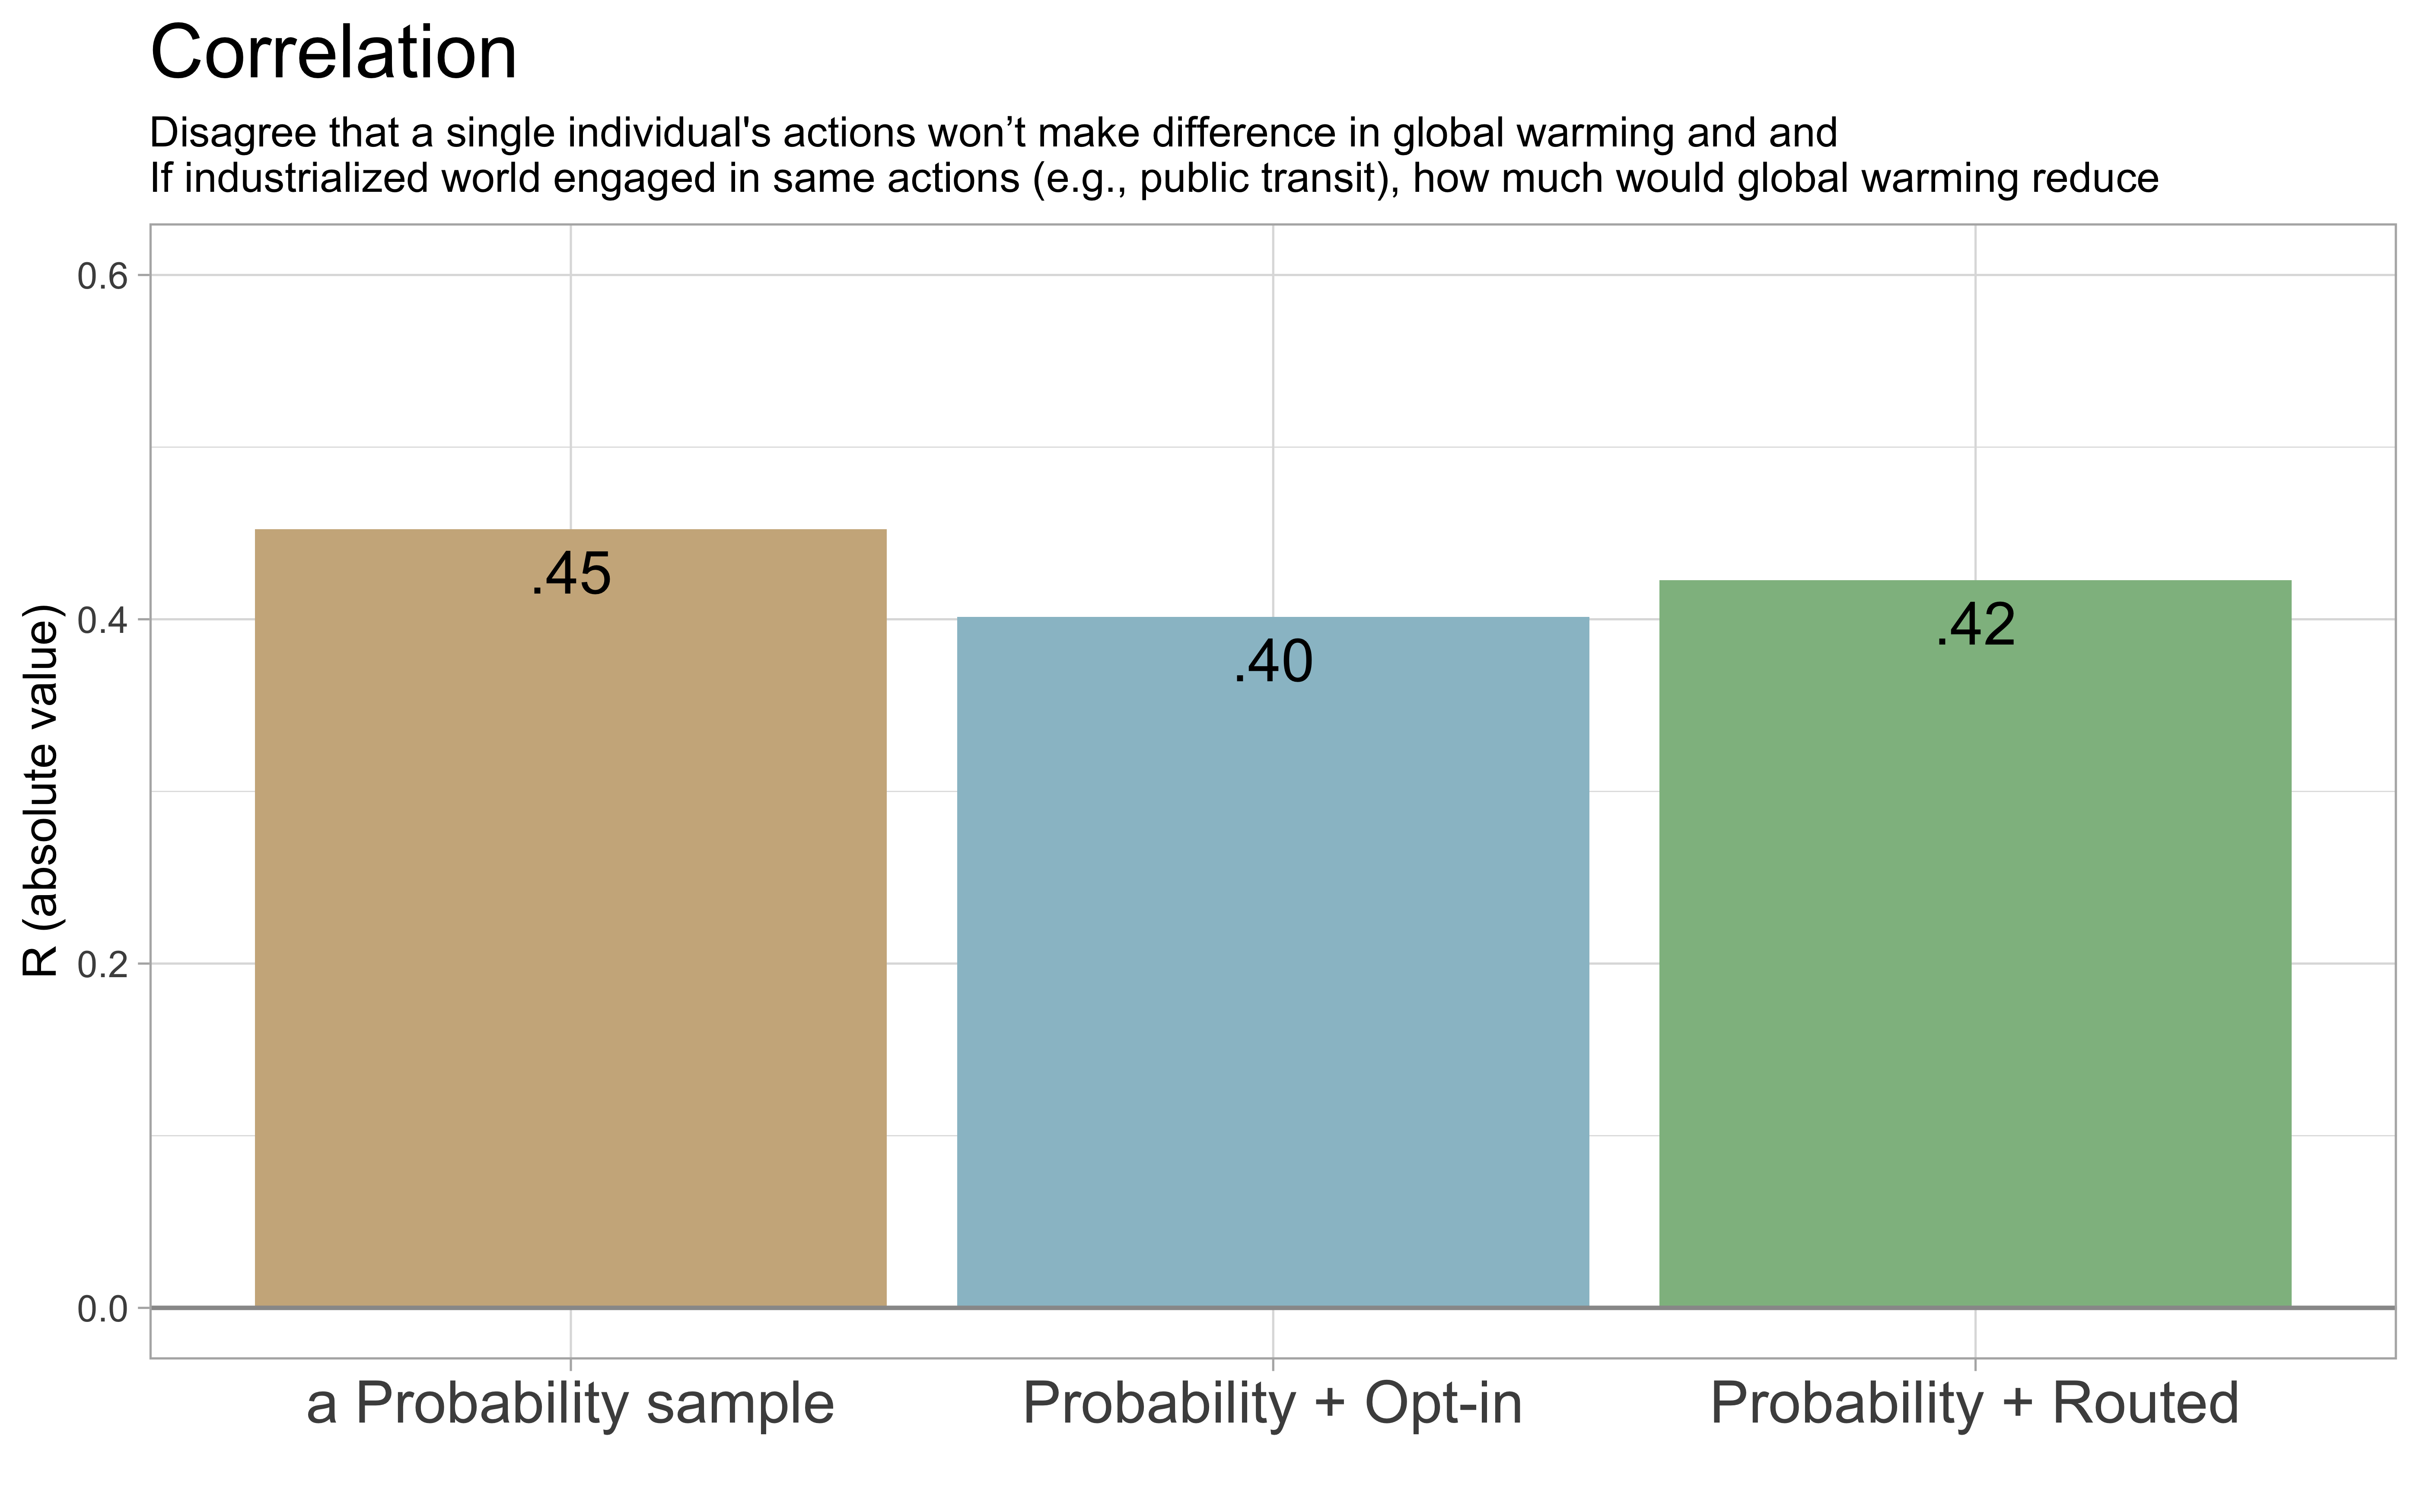 Correlation
Disagree that a single individual's actions won’t make difference in global warming and and
If industrialized world engaged in same actions (e.g., public transit), how much would global warming reduce
R (absolute value)
0.6
0.4
0.2
0.0
.45
.40
.42
a Probability sample
Probability + Opt-in
Probability + Routed